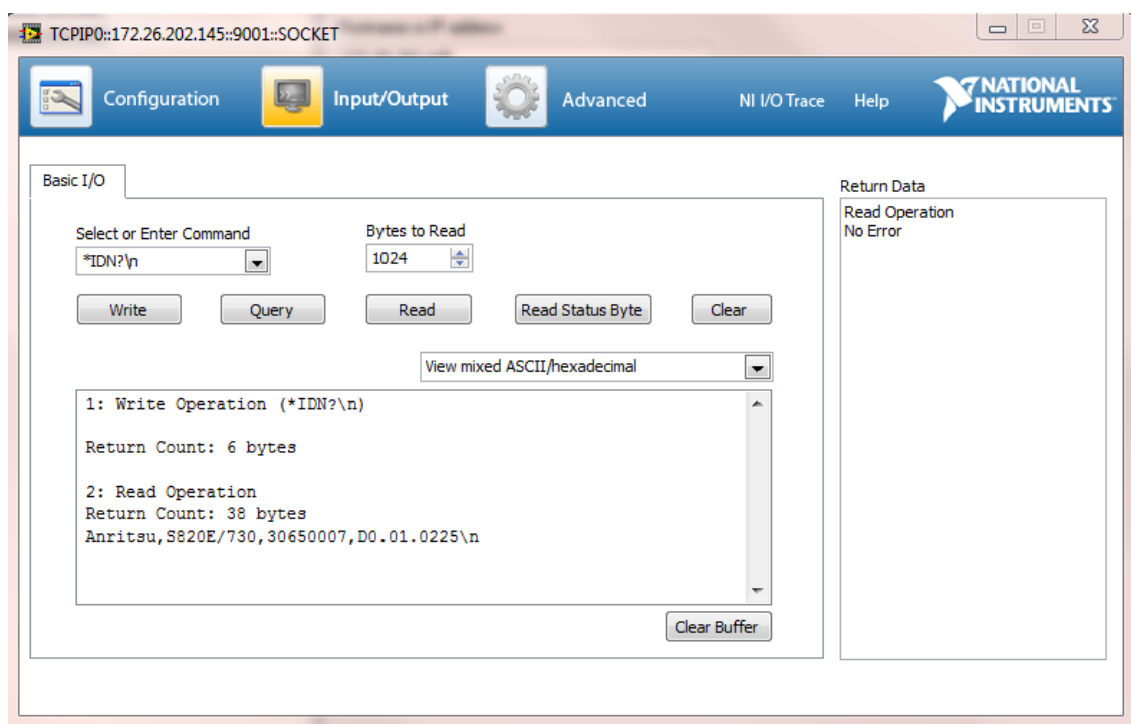 TCPIP0::172.26.202.145::9001::SOCKET
Configuration
Input/Output
Advanced
NI I/O Trace
Help
NATIONAL
INSTRUMENTS
Basic I/O
Select or Enter Command
Bytes to Read
*IDN?\n
1024
Write
Query
Read
Read Status Byte
Clear
View mixed ASCII/hexadecimal
1: Write Operation (*IDN?\n)
Return Count: 6 bytes
2: Read Operation
Return Count: 38 bytes
Anritsu,S820E/730,30650007,D0.01.0225\n
Clear Buffer
Return Data
Read Operation
No Error